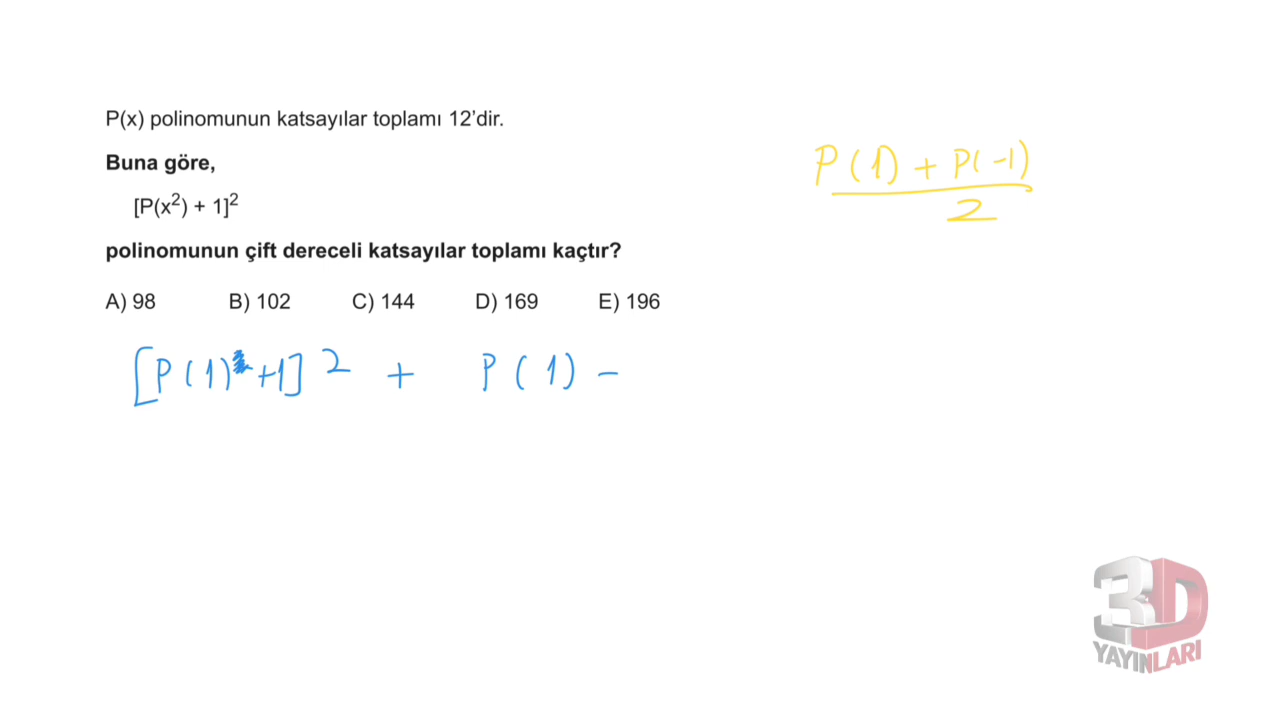 P(x) polinomunun katsayılar toplamı 12'dir.
Buna göre,
[P(x²) + 1]²
polinomunun çift dereceli katsayılar toplamı kaçtır?
A) 98 B) 102 C) 144 D) 169 E) 196
P(1) + P(-1)
2
[P(1) +1]² + P(1) -
3D
YAYINLARI